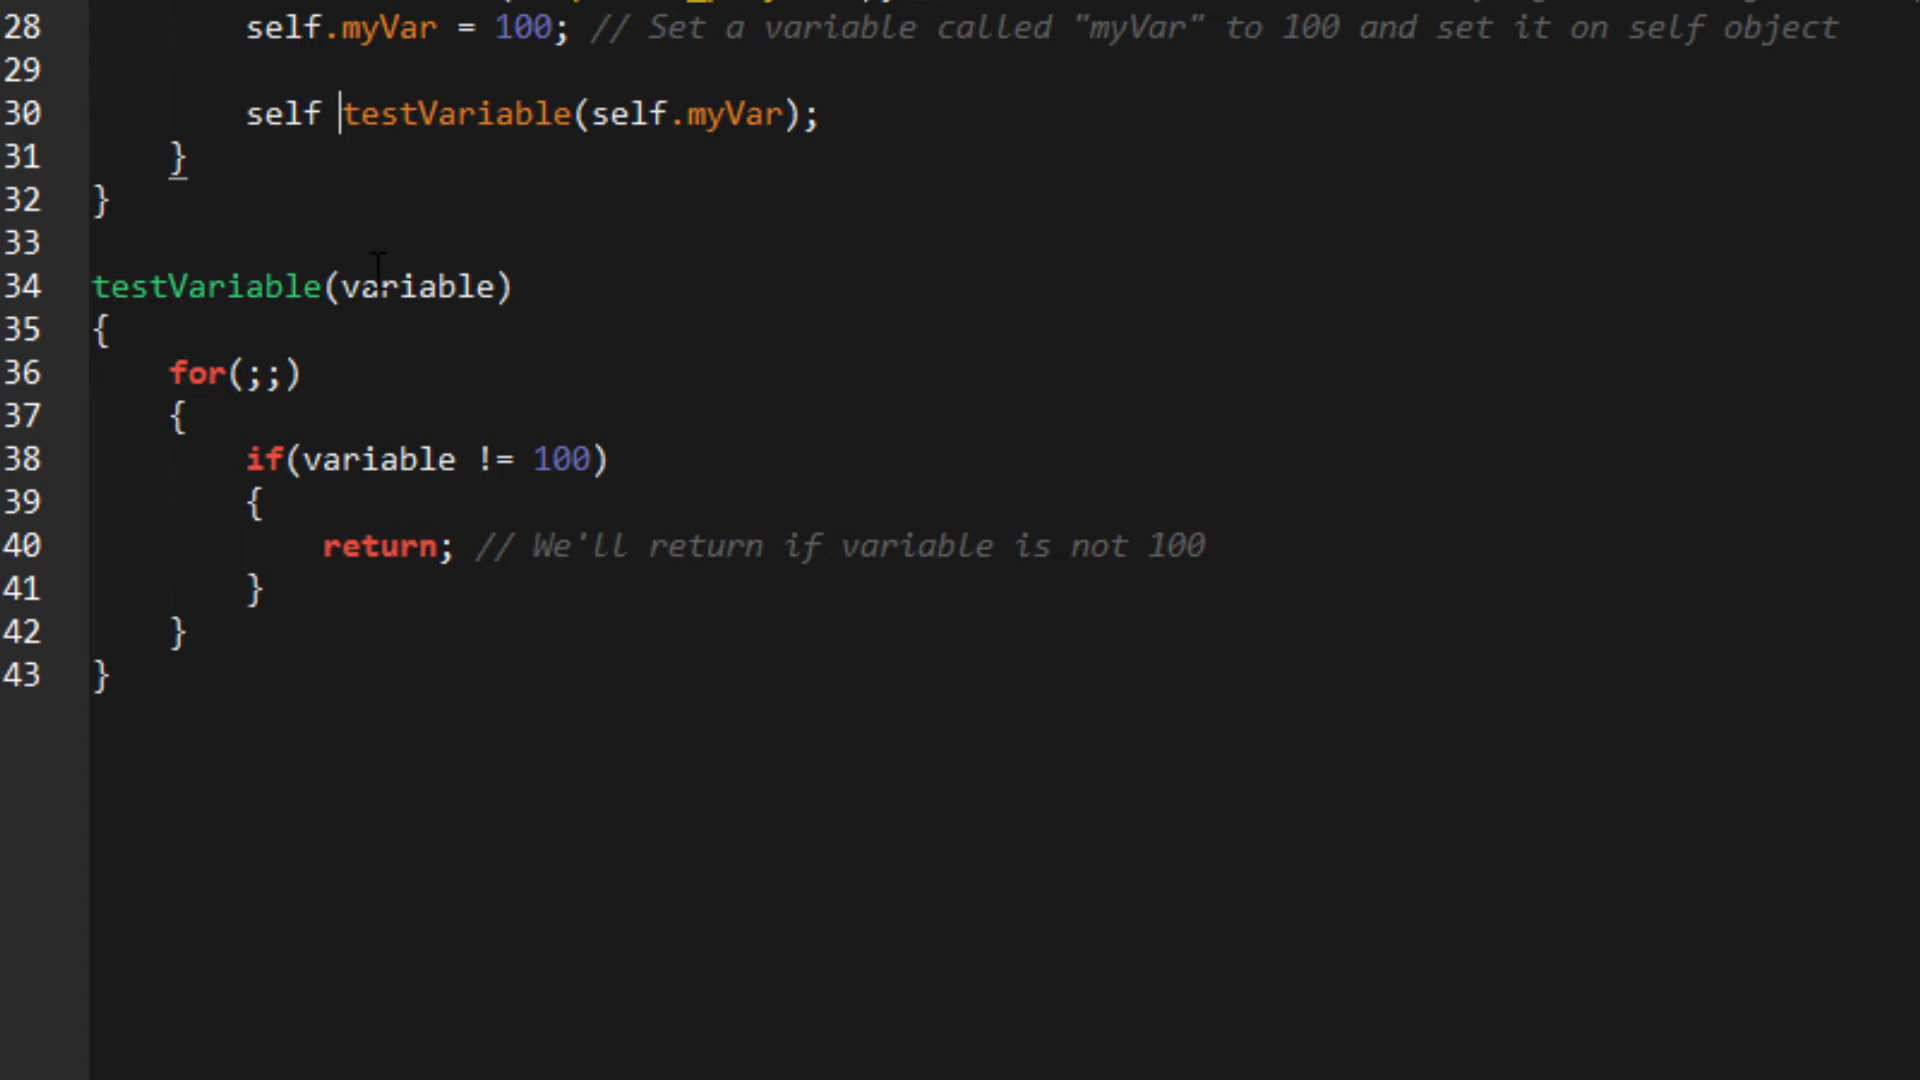 28 self.myVar = 100; // Set a variable called "myVar" to 100 and set it on self object
29
30 self testVariable(self.myVar);
31 }
32 }
33
34 testVariable(variable)
35 {
36 for(;;)
37 {
38 if(variable != 100)
39 {
40 return; // We'll return if variable is not 100
41 }
42 }
43 }